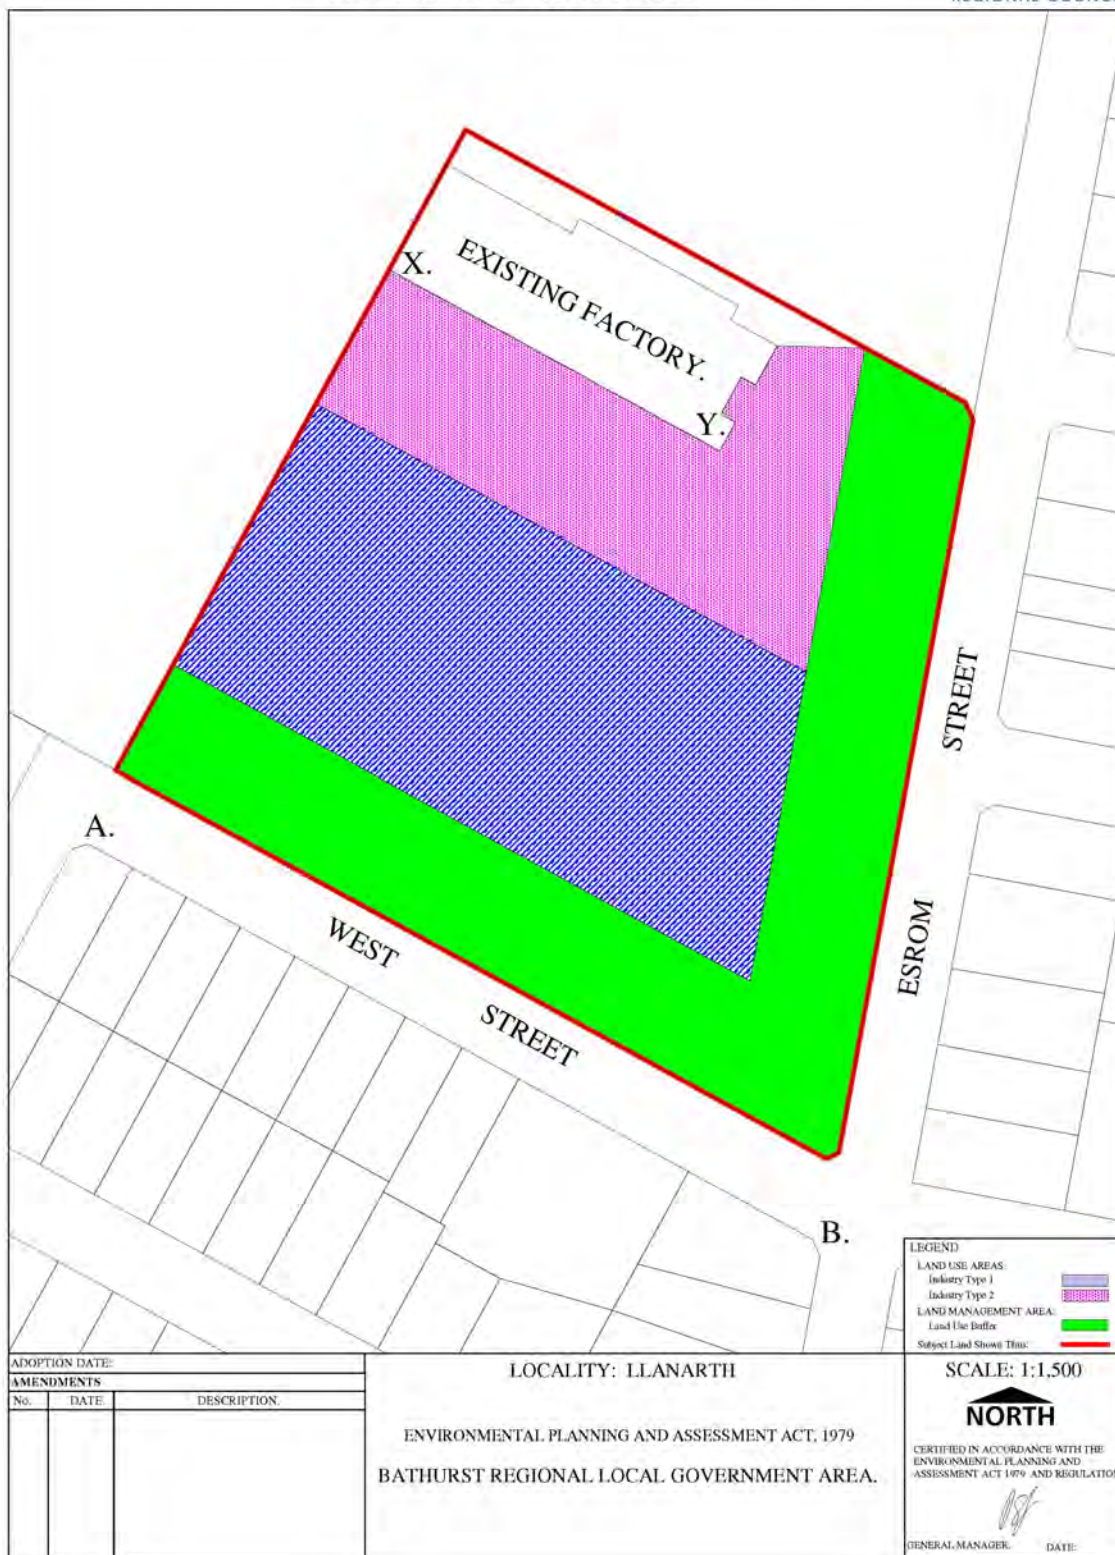 X.
EXISTING FACTORY.
Y.
STREET
ESROM
A.
WEST
STREET
B.
LEGEND
LAND USE AREAS
Industry Type 1
Industry Type 2
LAND MANAGEMENT AREA:
Land Use Buffer
Subject Land Shown Thus:
ADOPTION DATE:
AMENDMENTS
No. DATE. DESCRIPTION.
LOCALITY: LLANARTH
ENVIRONMENTAL PLANNING AND ASSESSMENT ACT, 1979
BATHURST REGIONAL LOCAL GOVERNMENT AREA.
SCALE: 1:1,500
NORTH
CERTIFIED IN ACCORDANCE WITH THE
ENVIRONMENTAL PLANNING AND
ASSESSMENT ACT 1979 AND REGULATION
GENERAL MANAGER. DATE: